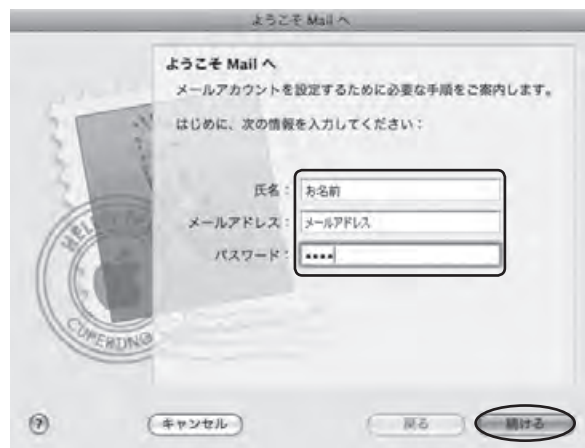 ようこそ Mail へ
ようこそ Mail へ
メールアカウントを設定するために必要な手順をご案内します。
はじめに、次の情報を入力してください：
氏名： お名前
メールアドレス： メールアドレス
パスワード： ••••
CUPERTINO
? キャンセル 戻る 続ける